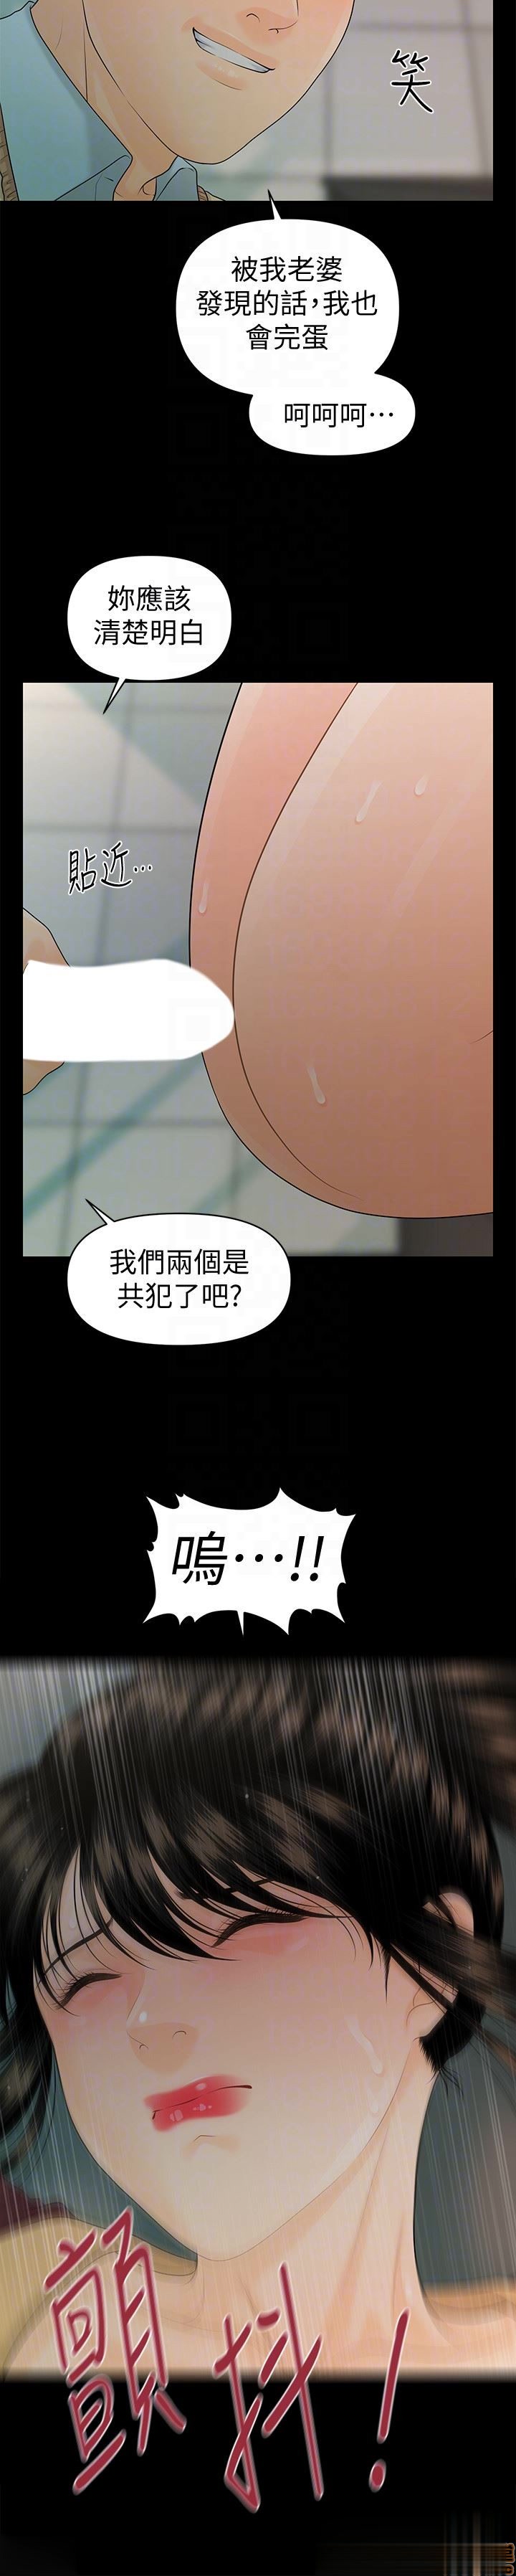 笑
被我老婆
發現的話，我也
會完蛋
呵呵呵⋯
妳應該
清楚明白
貼近⋯
我們兩個是
共犯了吧?
嗚⋯!!
顫抖!